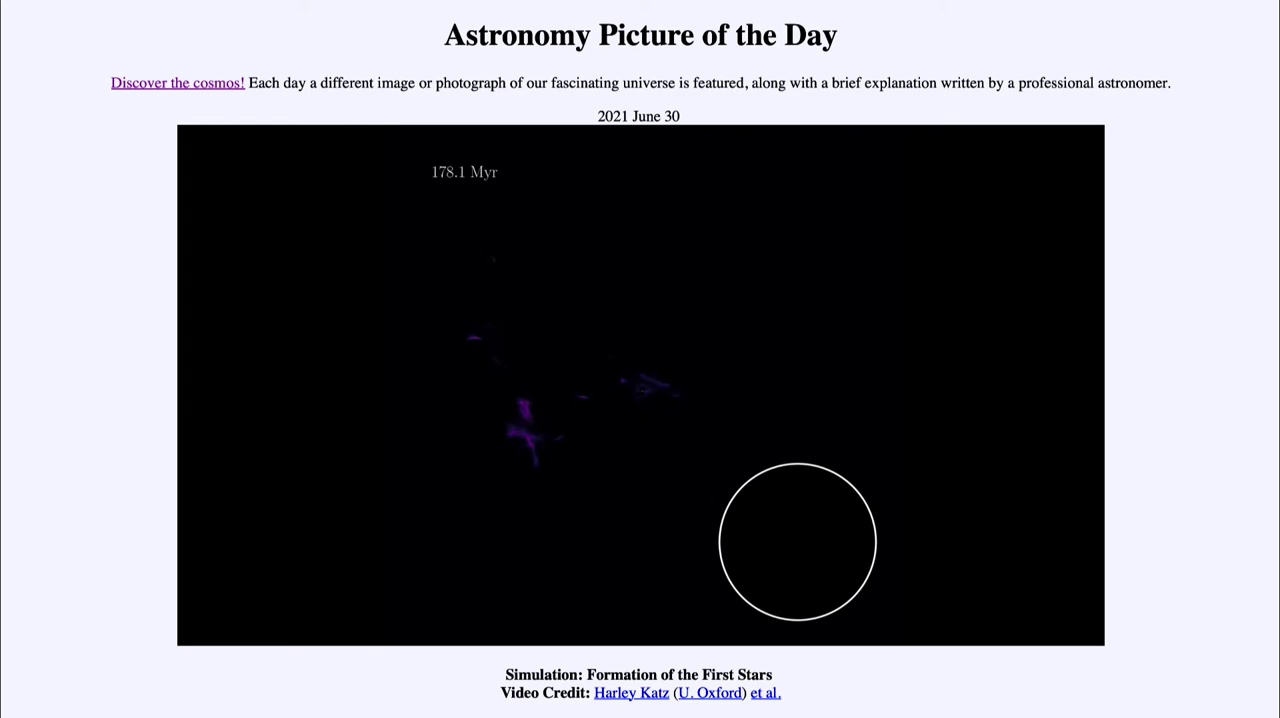 Astronomy Picture of the Day
Discover the cosmos! Each day a different image or photograph of our fascinating universe is featured, along with a brief explanation written by a professional astronomer.
2021 June 30
178.1 Myr
Simulation: Formation of the First Stars
Video Credit: Harley Katz (U. Oxford) et al.